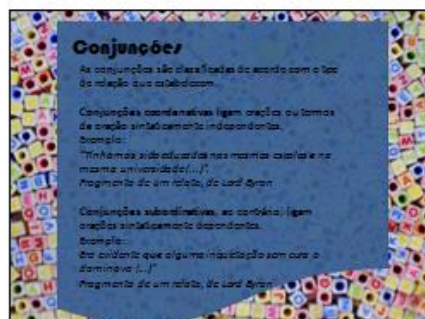 Conjunções
As conjunções são classificadas de acordo com o tipo
de relação que estabelecem.
Conjunções coordenativas ligam orações ou termos
de oração sintaticamente independentes.
Exemplo:
"Tínhamos sido educados nas mesmas escolas e na
mesma universidade (...)".
Fragmento de um relato, de Lord Byron
Conjunções subordinativas, ao contrário, ligam
orações sintaticamente dependentes.
Exemplo:
Era evidente que alguma inquietação sem cura o
dominava (...)"
Fragmento de um relato, de Lord Byron